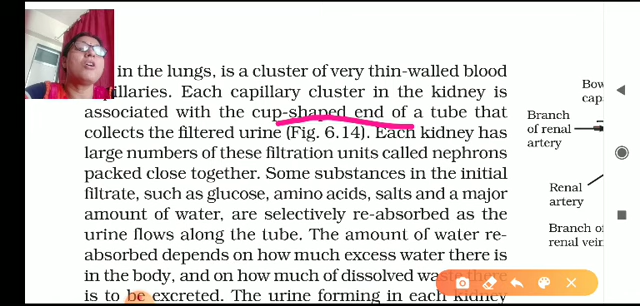 in the lungs, is a cluster of very thin-walled blood
capillaries. Each capillary cluster in the kidney is
associated with the cup-shaped end of a tube that
collects the filtered urine (Fig. 6.14). Each kidney has
large numbers of these filtration units called nephrons
packed close together. Some substances in the initial
filtrate, such as glucose, amino acids, salts and a major
amount of water, are selectively re-absorbed as the
urine flows along the tube. The amount of water re-
absorbed depends on how much excess water there is
in the body, and on how much of dissolved waste there
is to be excreted. The urine forming in each kidney
Bow
cap
Branch
of renal
artery
Renal
artery
Branch o
renal vein